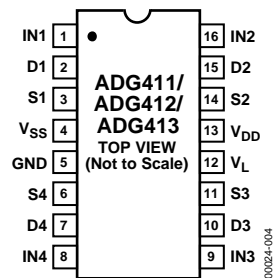 IN1 1 16 IN2
D1 2 15 D2
S1 3 14 S2
VSS 4 13 VDD
GND 5 12 VL
S4 6 11 S3
D4 7 10 D3
IN4 8 9 IN3
ADG411/
ADG412/
ADG413
TOP VIEW
(Not to Scale)
00024-004